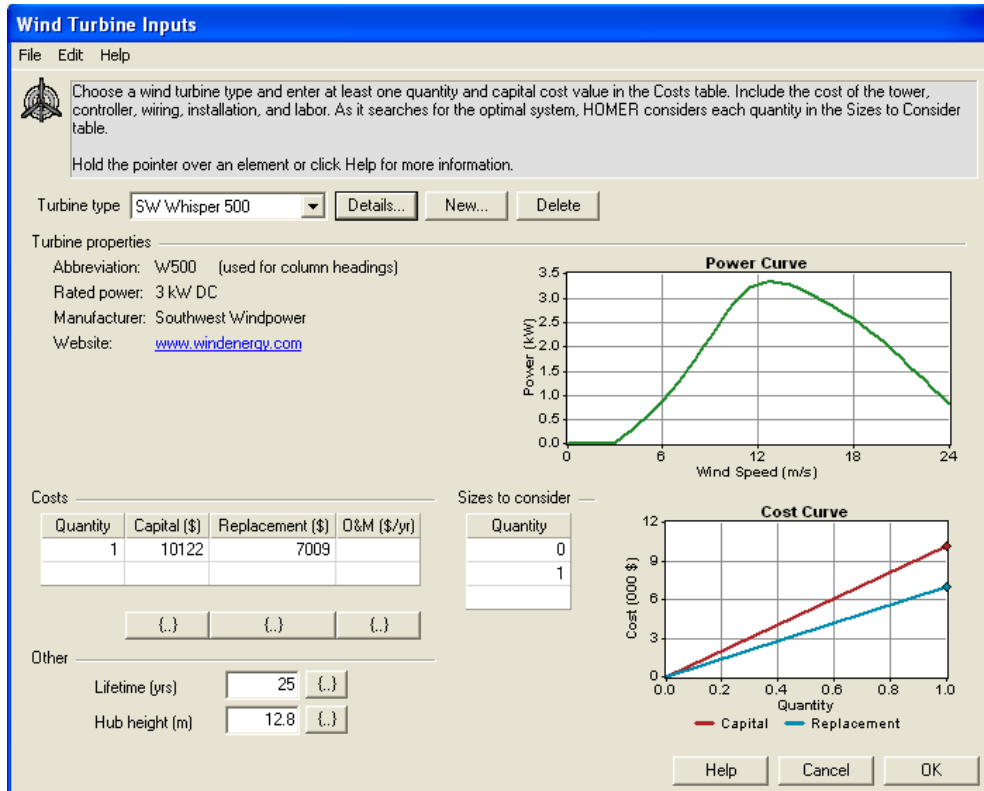 Wind Turbine Inputs
File Edit Help
Choose a wind turbine type and enter at least one quantity and capital cost value in the Costs table. Include the cost of the tower,
controller, wiring, installation, and labor. As it searches for the optimal system, HOMER considers each quantity in the Sizes to Consider
table.
Hold the pointer over an element or click Help for more information.
Turbine type SW Whisper 500 Details... New... Delete
Turbine properties
Abbreviation: W500 (used for column headings)
Rated power: 3 kW DC
Manufacturer: Southwest Windpower
Website: www.windenergy.com
Power Curve
3.5
3.0
2.5
2.0
1.5
1.0
0.5
0.0
Power (kW)
0 6 12 18 24
Wind Speed (m/s)
Costs
Quantity Capital ($) Replacement ($) O&M ($/yr)
1 10122 7009
{..} {..} {..}
Sizes to consider
Quantity
0
1
Cost Curve
12
9
6
3
0
Cost (000 $)
0.0 0.2 0.4 0.6 0.8 1.0
Quantity
Capital Replacement
Other
Lifetime (yrs) 25 {..}
Hub height (m) 12.8 {..}
Help Cancel OK